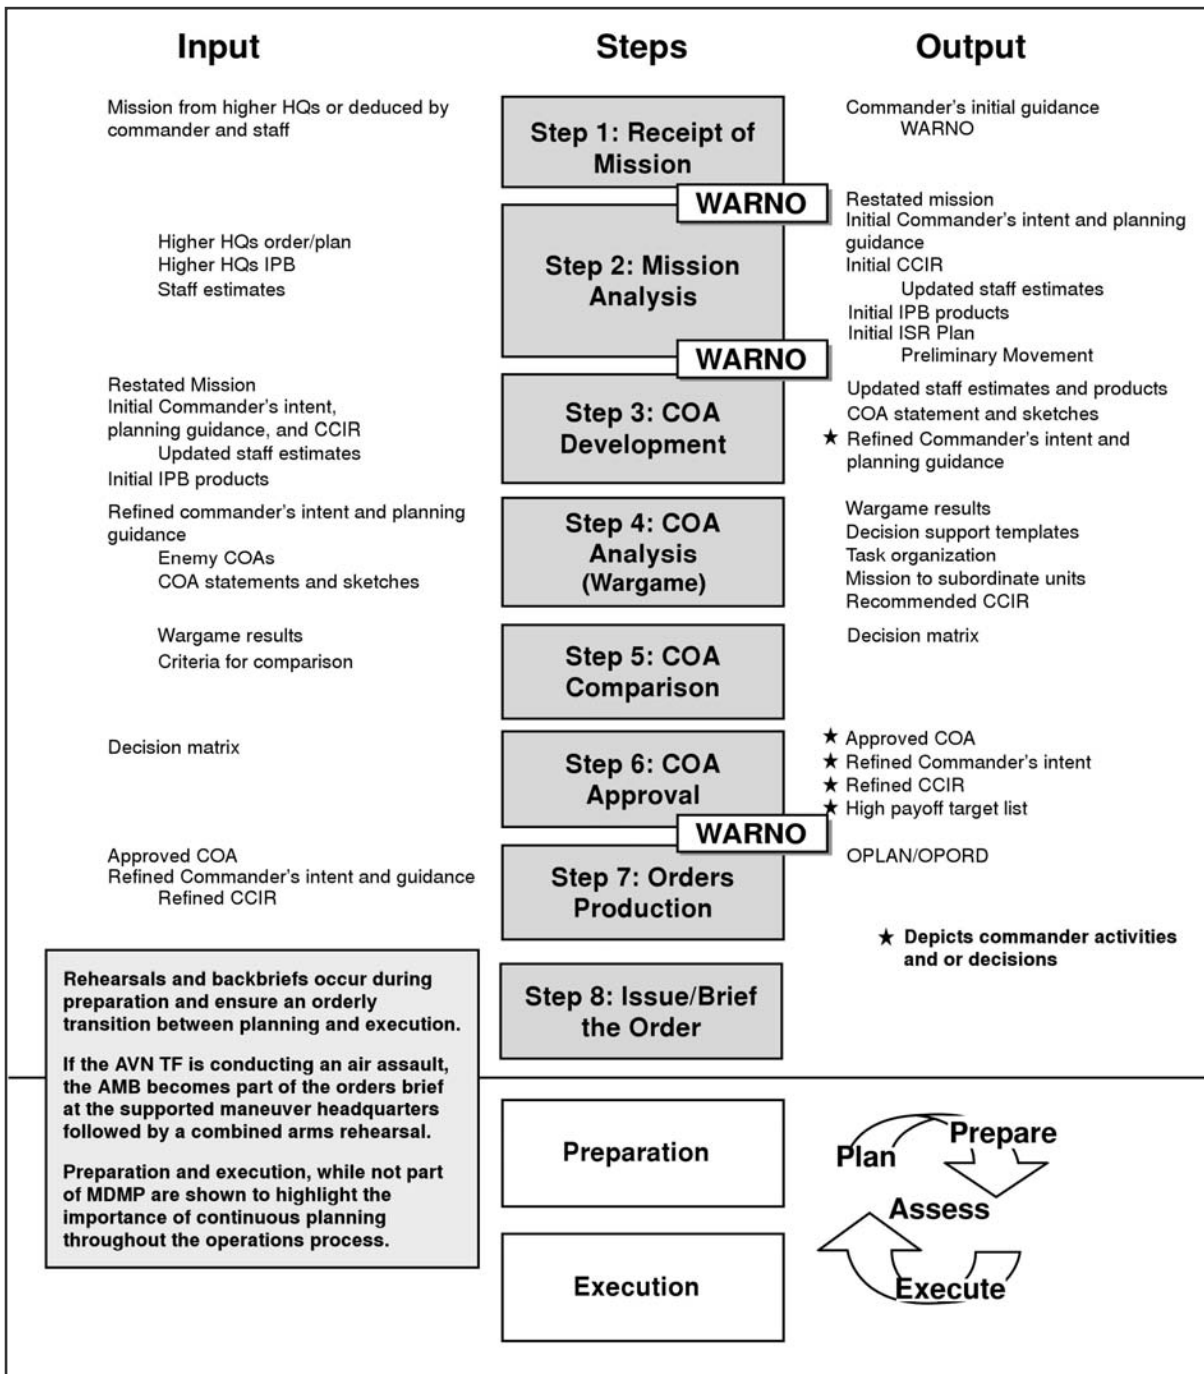 Input
Steps
Output
Mission from higher HQs or deduced by
commander and staff
Step 1: Receipt of
Mission
Commander's initial guidance
WARNO
WARNO
Higher HQs order/plan
Higher HQs IPB
Staff estimates
Step 2: Mission
Analysis
Restated mission
Initial Commander's intent and planning
guidance
Initial CCIR
Updated staff estimates
Initial IPB products
Initial ISR Plan
Preliminary Movement
WARNO
Restated Mission
Initial Commander's intent,
planning guidance, and CCIR
Updated staff estimates
Initial IPB products
Step 3: COA
Development
Updated staff estimates and products
COA statement and sketches
★ Refined Commander's intent and
planning guidance
Refined commander's intent and planning
guidance
Enemy COAs
COA statements and sketches
Step 4: COA
Analysis
(Wargame)
Wargame results
Decision support templates
Task organization
Mission to subordinate units
Recommended CCIR
Wargame results
Criteria for comparison
Step 5: COA
Comparison
Decision matrix
Decision matrix
Step 6: COA
Approval
★ Approved COA
★ Refined Commander's intent
★ Refined CCIR
★ High payoff target list
WARNO
Approved COA
Refined Commander's intent and guidance
Refined CCIR
Step 7: Orders
Production
OPLAN/OPORD
★ Depicts commander activities
and or decisions
Step 8: Issue/Brief
the Order
Rehearsals and backbriefs occur during
preparation and ensure an orderly
transition between planning and execution.
If the AVN TF is conducting an air assault,
the AMB becomes part of the orders brief
at the supported maneuver headquarters
followed by a combined arms rehearsal.
Preparation and execution, while not part
of MDMP are shown to highlight the
importance of continuous planning
throughout the operations process.
Preparation
Execution
Plan
Prepare
Assess
Execute